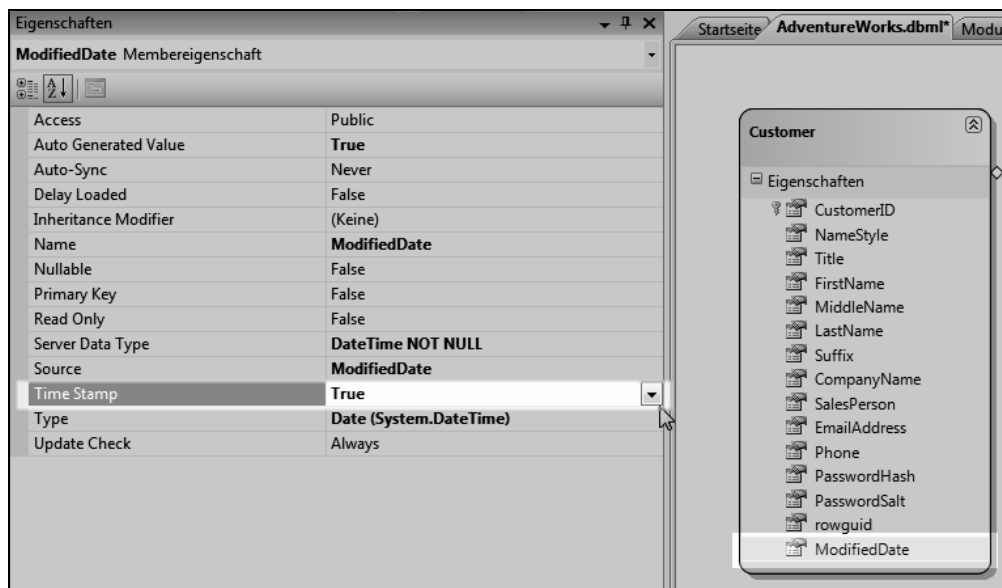 Eigenschaften
ModifiedDate Membereigenschaft
Access Public
Auto Generated Value True
Auto-Sync Never
Delay Loaded False
Inheritance Modifier (Keine)
Name ModifiedDate
Nullable False
Primary Key False
Read Only False
Server Data Type DateTime NOT NULL
Source ModifiedDate
Time Stamp True
Type Date (System.DateTime)
Update Check Always
Startseite AdventureWorks.dbml* Modu
Customer
Eigenschaften
CustomerID
NameStyle
Title
FirstName
MiddleName
LastName
Suffix
CompanyName
SalesPerson
EmailAddress
Phone
PasswordHash
PasswordSalt
rowguid
ModifiedDate